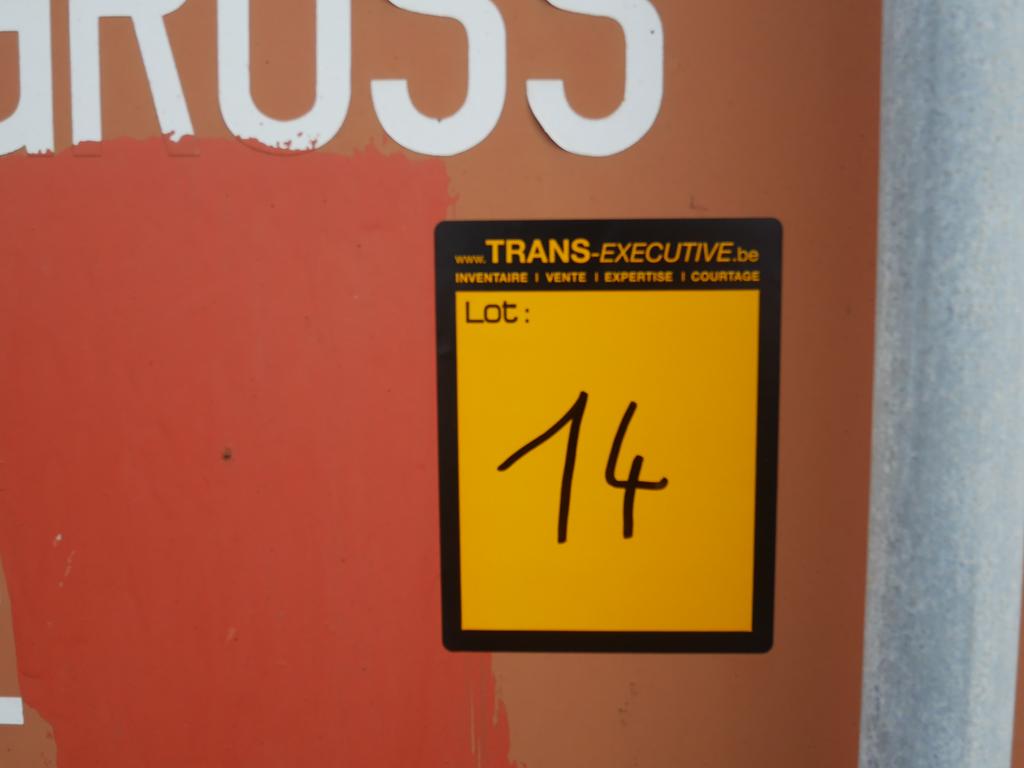 GROSS
www.TRANS-EXECUTIVE.be
INVENTAIRE I VENTE I EXPERTISE I COURTAGE
Lot:
14